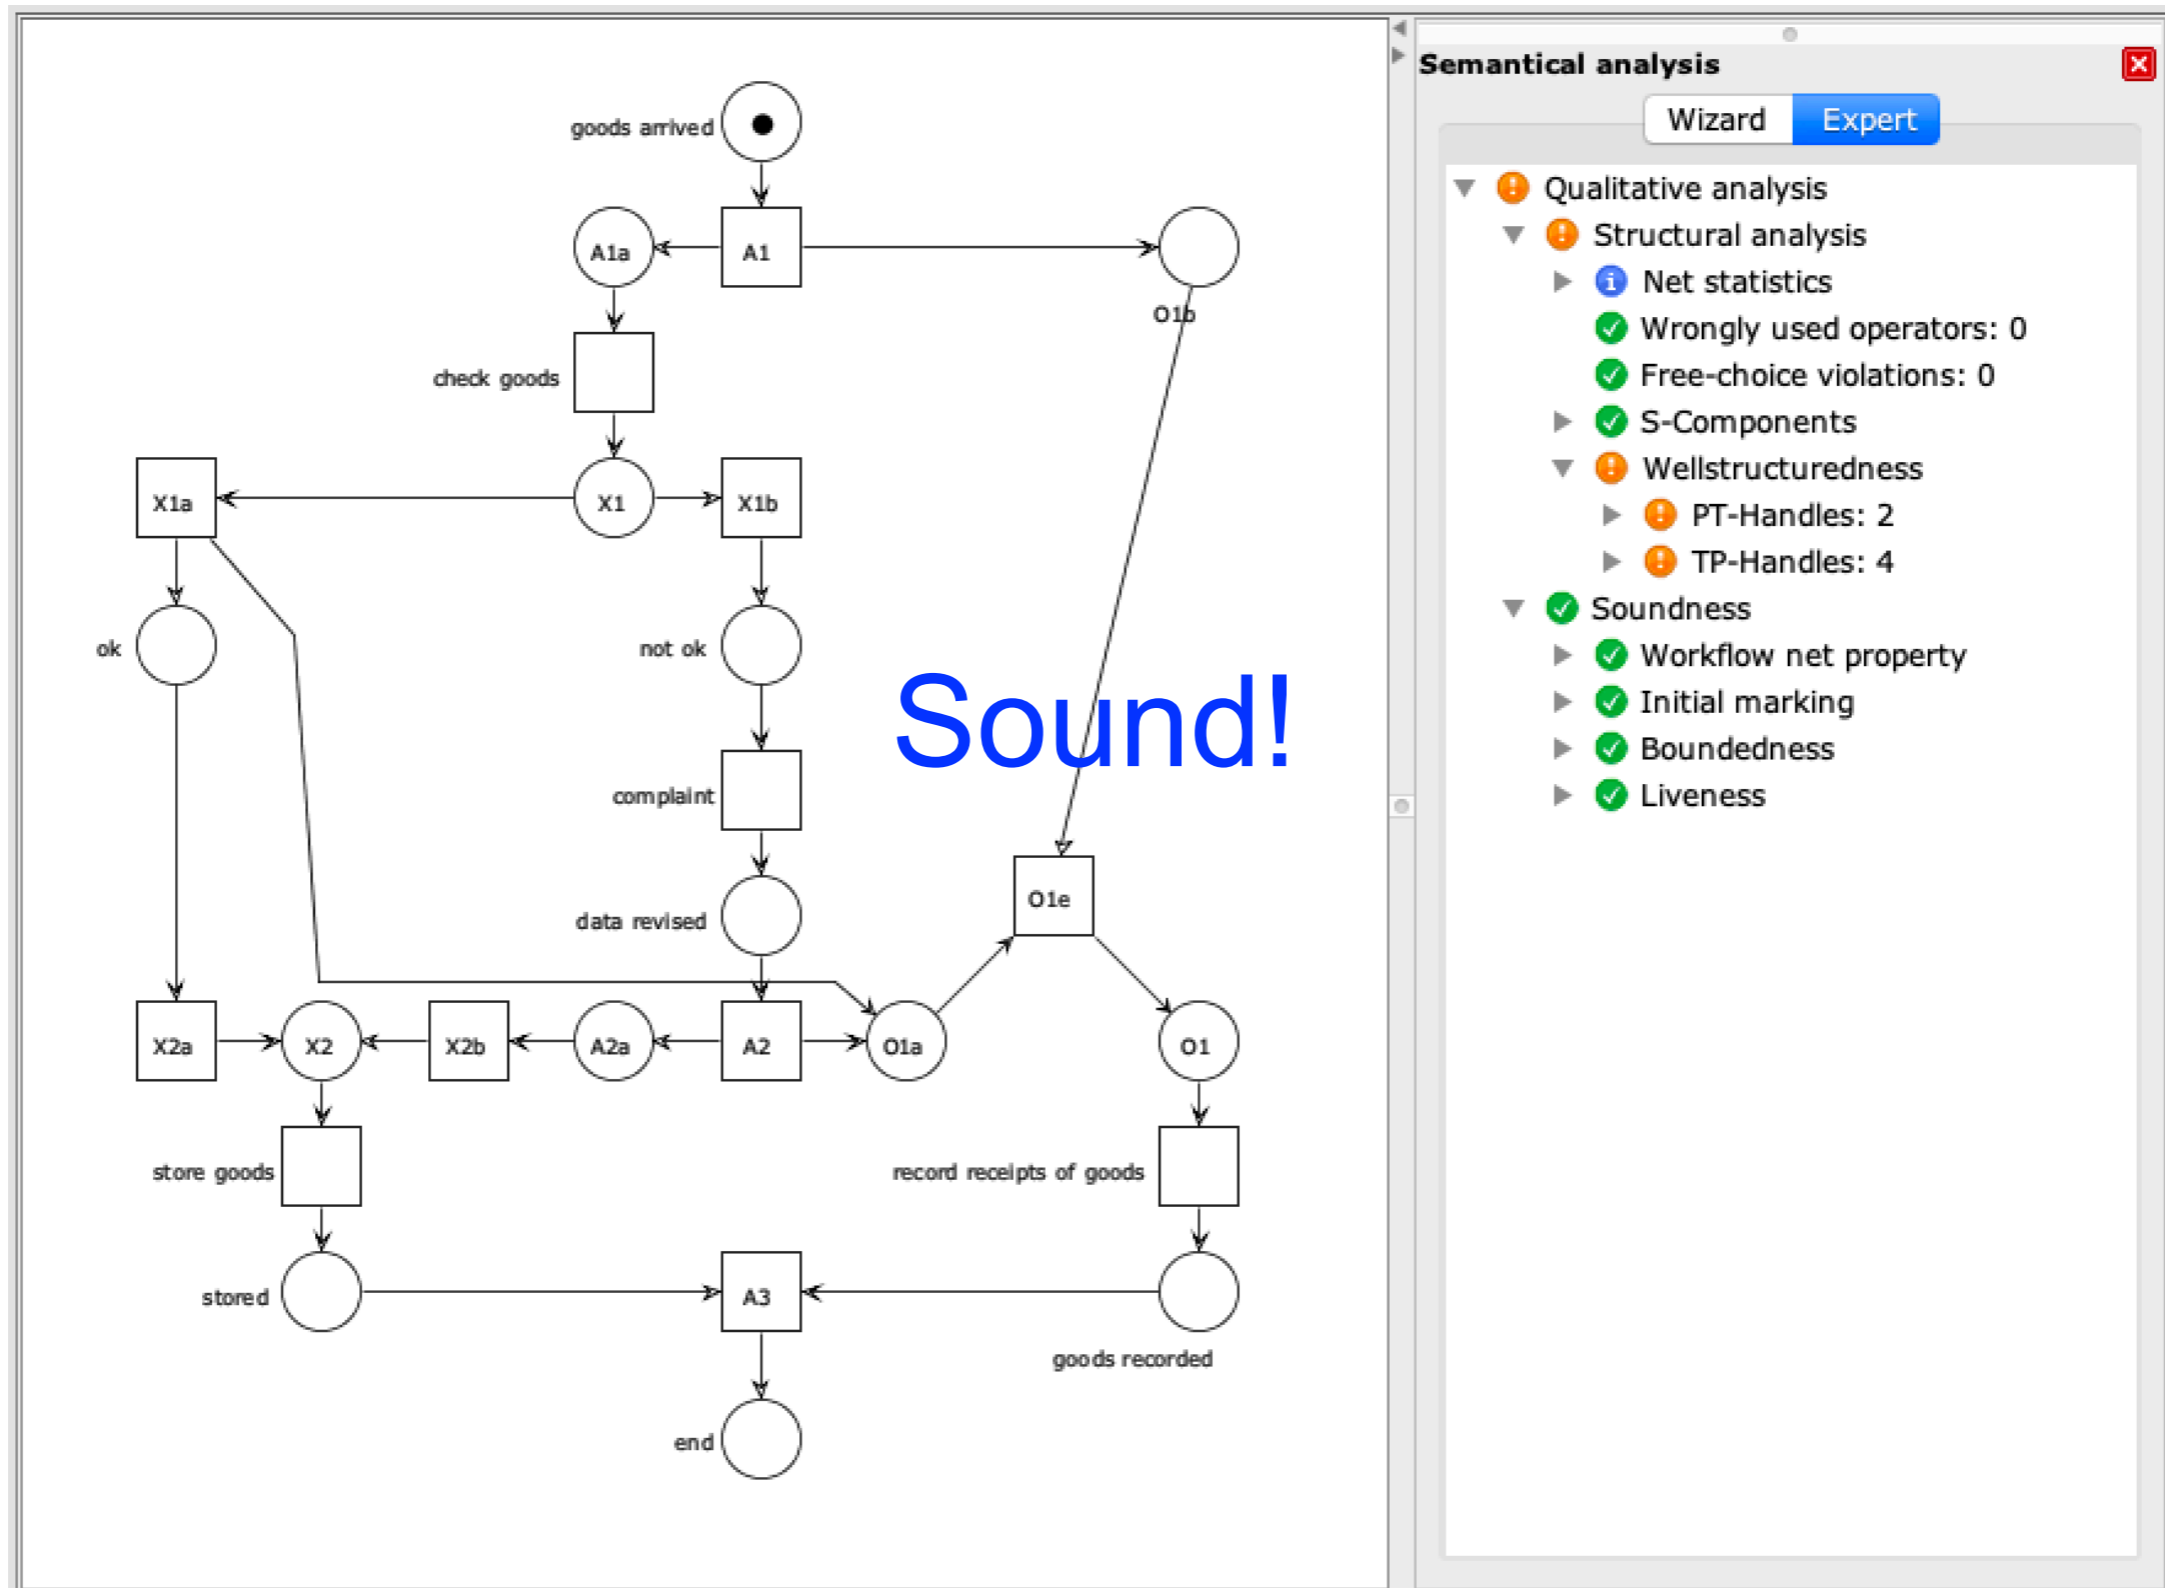 goods arrived
A1a
A1
O1b
check goods
X1a
X1
X1b
ok
not ok
Sound!
complaint
O1e
data revised
X2a
X2
X2b
A2a
A2
O1a
O1
store goods
record receipts of goods
stored
A3
goods recorded
end
Semantical analysis
Wizard
Expert
Qualitative analysis
Structural analysis
Net statistics
Wrongly used operators: 0
Free-choice violations: 0
S-Components
Wellstructuredness
PT-Handles: 2
TP-Handles: 4
Soundness
Workflow net property
Initial marking
Boundedness
Liveness